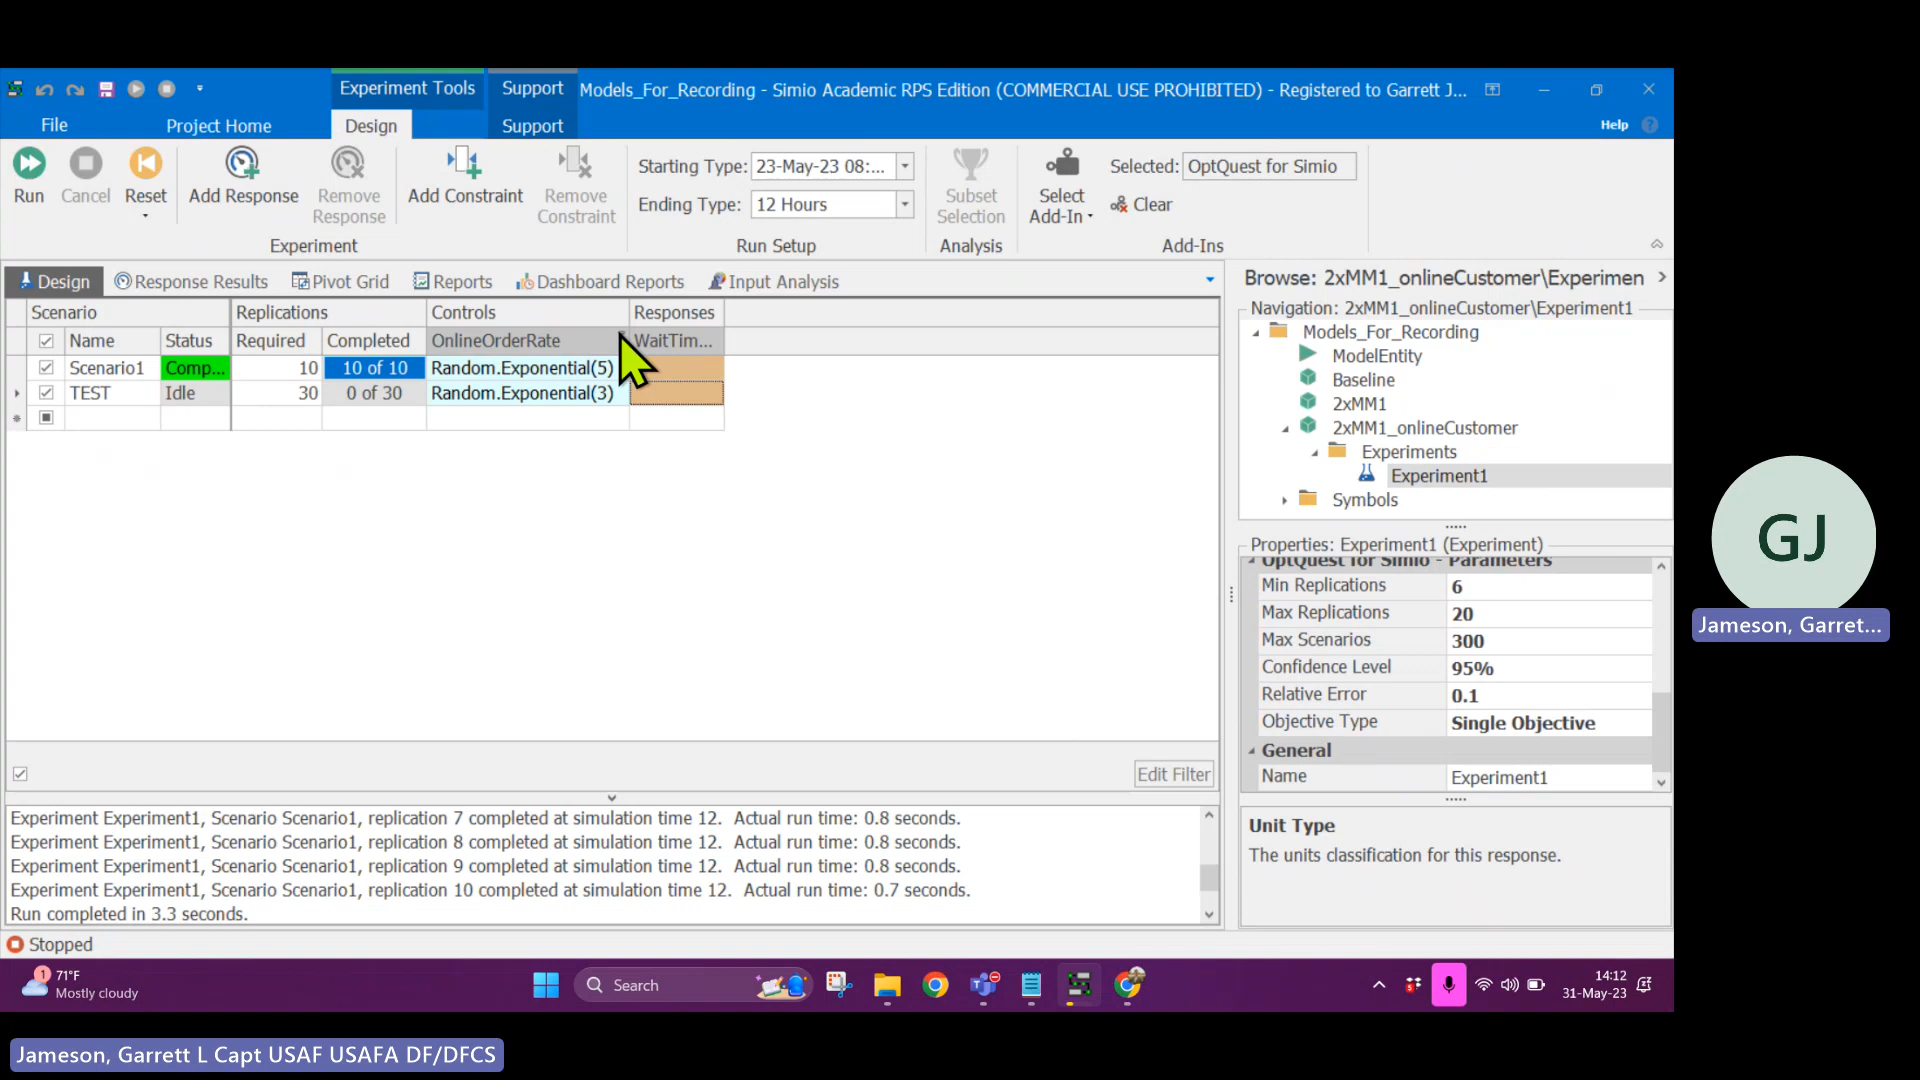 Experiment Tools
Support
Models_For_Recording - Simio Academic RPS Edition (COMMERCIAL USE PROHIBITED) - Registered to Garrett J...
File
Project Home
Design
Support
Help
Run
Cancel
Reset
Add Response
Remove Response
Add Constraint
Remove Constraint
Experiment
Starting Type: 23-May-23 08:...
Ending Type: 12 Hours
Run Setup
Subset Selection
Analysis
Select Add-In
Selected: OptQuest for Simio
Clear
Add-Ins
Design
Response Results
Pivot Grid
Reports
Dashboard Reports
Input Analysis
Scenario
Replications
Controls
Responses
Name Status Required Completed OnlineOrderRate WaitTim...
Scenario1 Comp... 10 10 of 10 Random.Exponential(5)
TEST Idle 30 0 of 30 Random.Exponential(3)
Edit Filter
Experiment Experiment1, Scenario Scenario1, replication 7 completed at simulation time 12. Actual run time: 0.8 seconds.
Experiment Experiment1, Scenario Scenario1, replication 8 completed at simulation time 12. Actual run time: 0.8 seconds.
Experiment Experiment1, Scenario Scenario1, replication 9 completed at simulation time 12. Actual run time: 0.8 seconds.
Experiment Experiment1, Scenario Scenario1, replication 10 completed at simulation time 12. Actual run time: 0.7 seconds.
Run completed in 3.3 seconds.
Stopped
Browse: 2xMM1_onlineCustomer\Experimen
Navigation: 2xMM1_onlineCustomer\Experiment1
Models_For_Recording
ModelEntity
Baseline
2xMM1
2xMM1_onlineCustomer
Experiments
Experiment1
Symbols
Properties: Experiment1 (Experiment)
OptQuest for Simio - Parameters
Min Replications 6
Max Replications 20
Max Scenarios 300
Confidence Level 95%
Relative Error 0.1
Objective Type Single Objective
General
Name Experiment1
Unit Type
The units classification for this response.
GJ
Jameson, Garret...
1
71°F
Mostly cloudy
Search
14:12
31-May-23
Jameson, Garrett L Capt USAF USAFA DF/DFCS